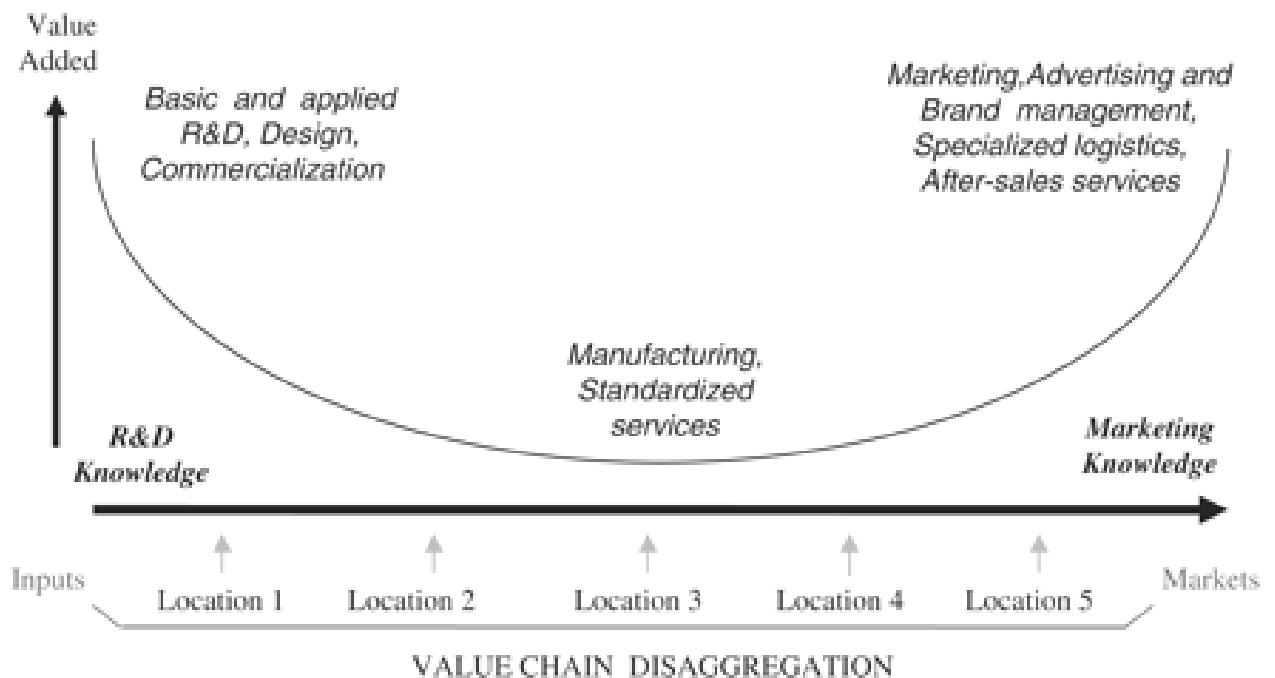 Value
Added
Basic and applied
R&D, Design,
Commercialization
Marketing,Advertising and
Brand management,
Specialized logistics,
After-sales services
Manufacturing,
Standardized
services
R&D
Knowledge
Marketing
Knowledge
Inputs
Location 1
Location 2
Location 3
Location 4
Location 5
Markets
VALUE CHAIN DISAGGREGATION